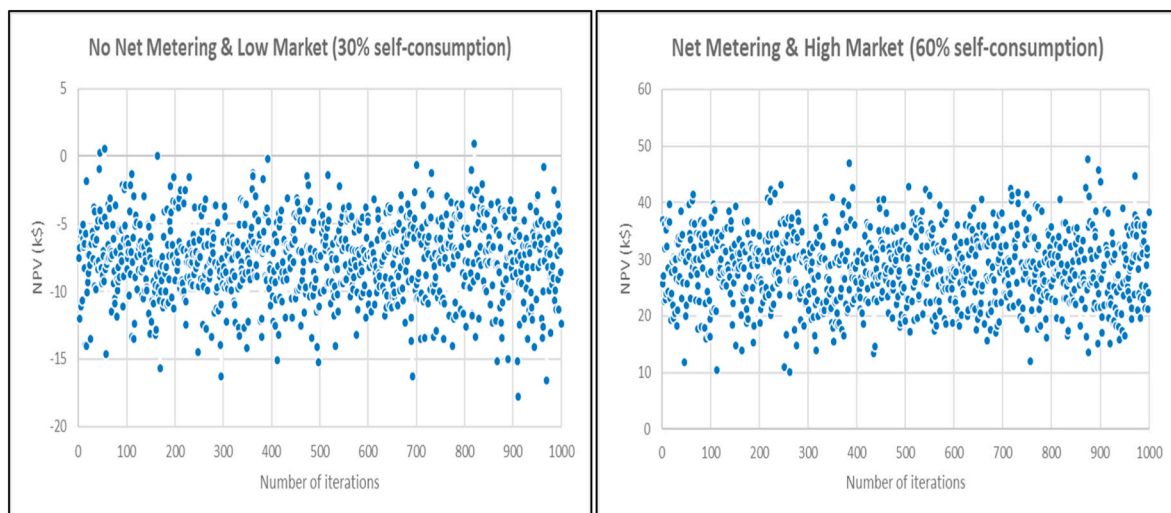 No Net Metering & Low Market (30% self-consumption)
5
0
-5
-10
-15
-20
NPV (k$)
0 100 200 300 400 500 600 700 800 900 1000
Number of iterations
Net Metering & High Market (60% self-consumption)
60
50
40
30
20
10
0
NPV (k$)
0 100 200 300 400 500 600 700 800 900 1000
Number of iterations